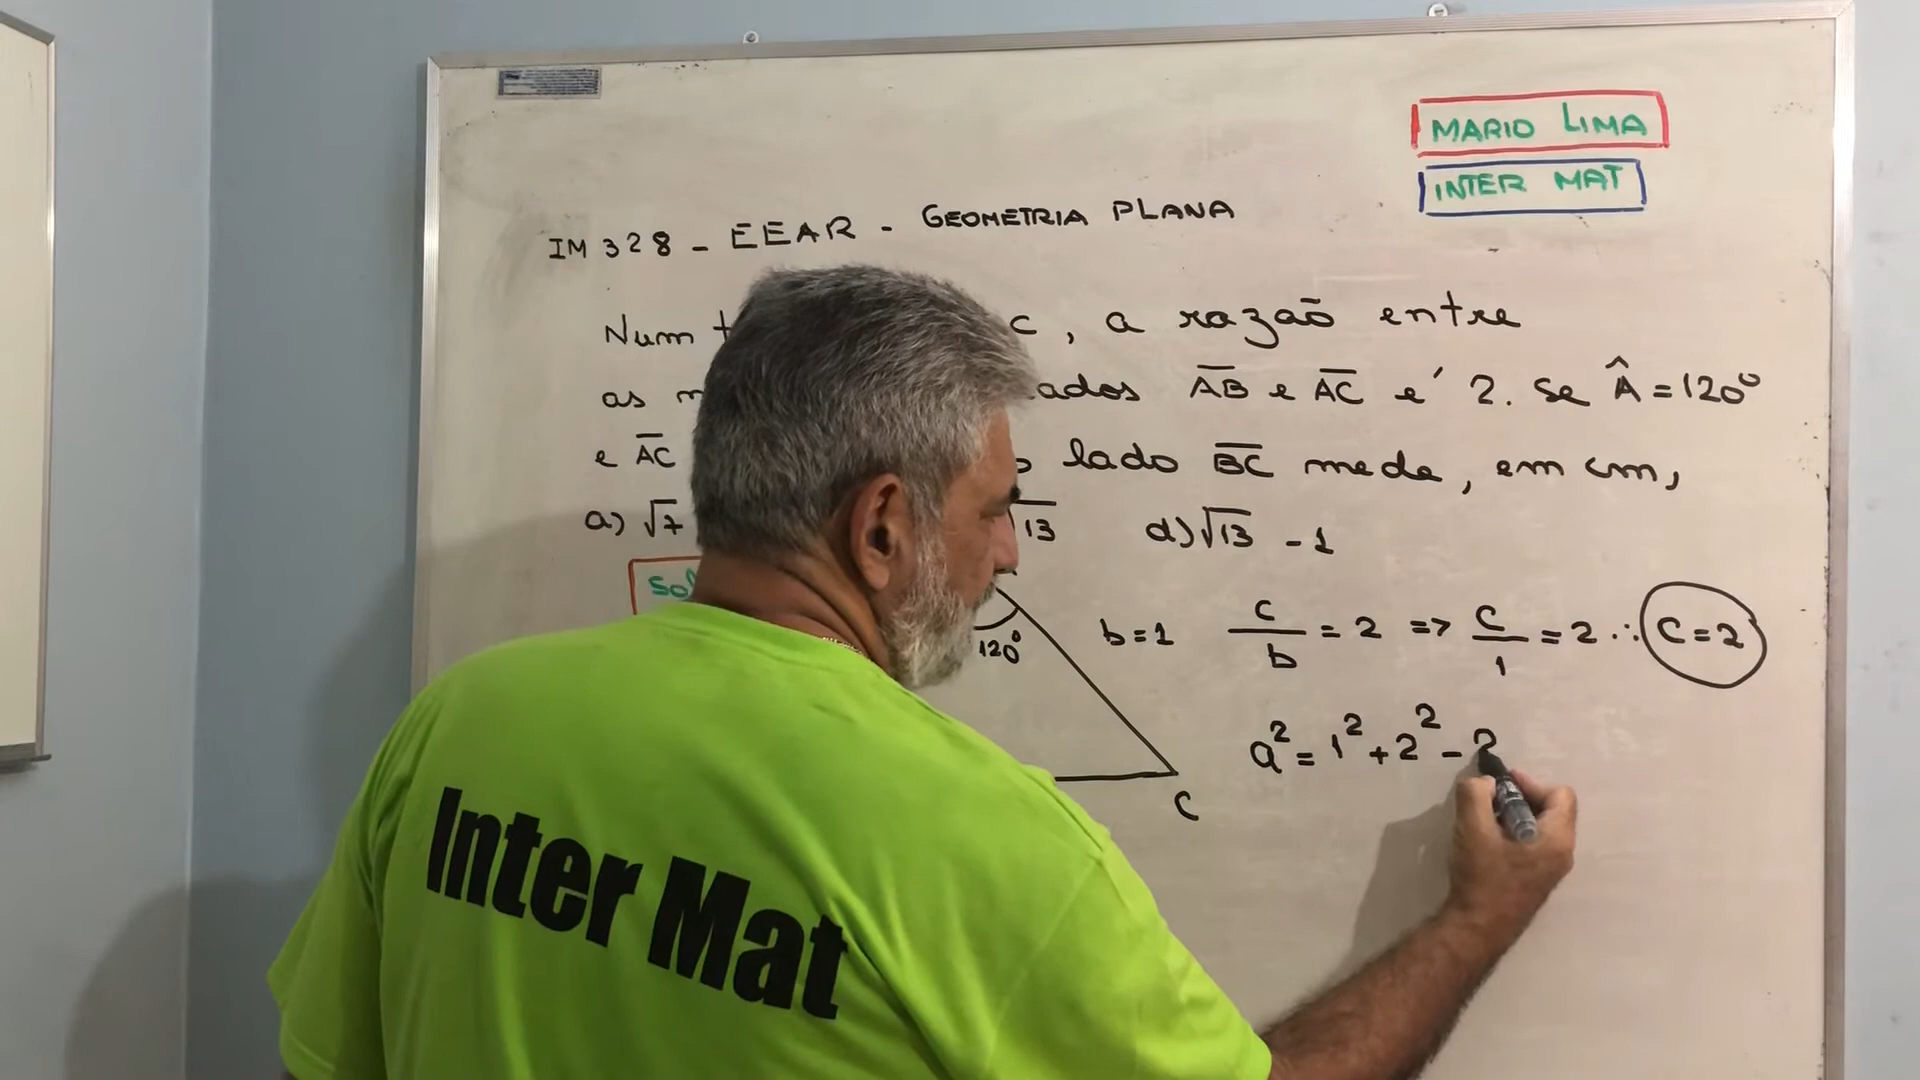 MARIO LIMA
INTER MAT
IM 328 - EEAR - GEOMETRIA PLANA
Num c, a razão entre
as ados AB e AC é 2. Se Â = 120°
e AC lado BC mede, em cm,
a) √7 √13 d) √13 - 1
120°
b = 1 c/b = 2 => c/1 = 2 ∴ c = 2
a² = 1² + 2² - 2
C
Inter Mat